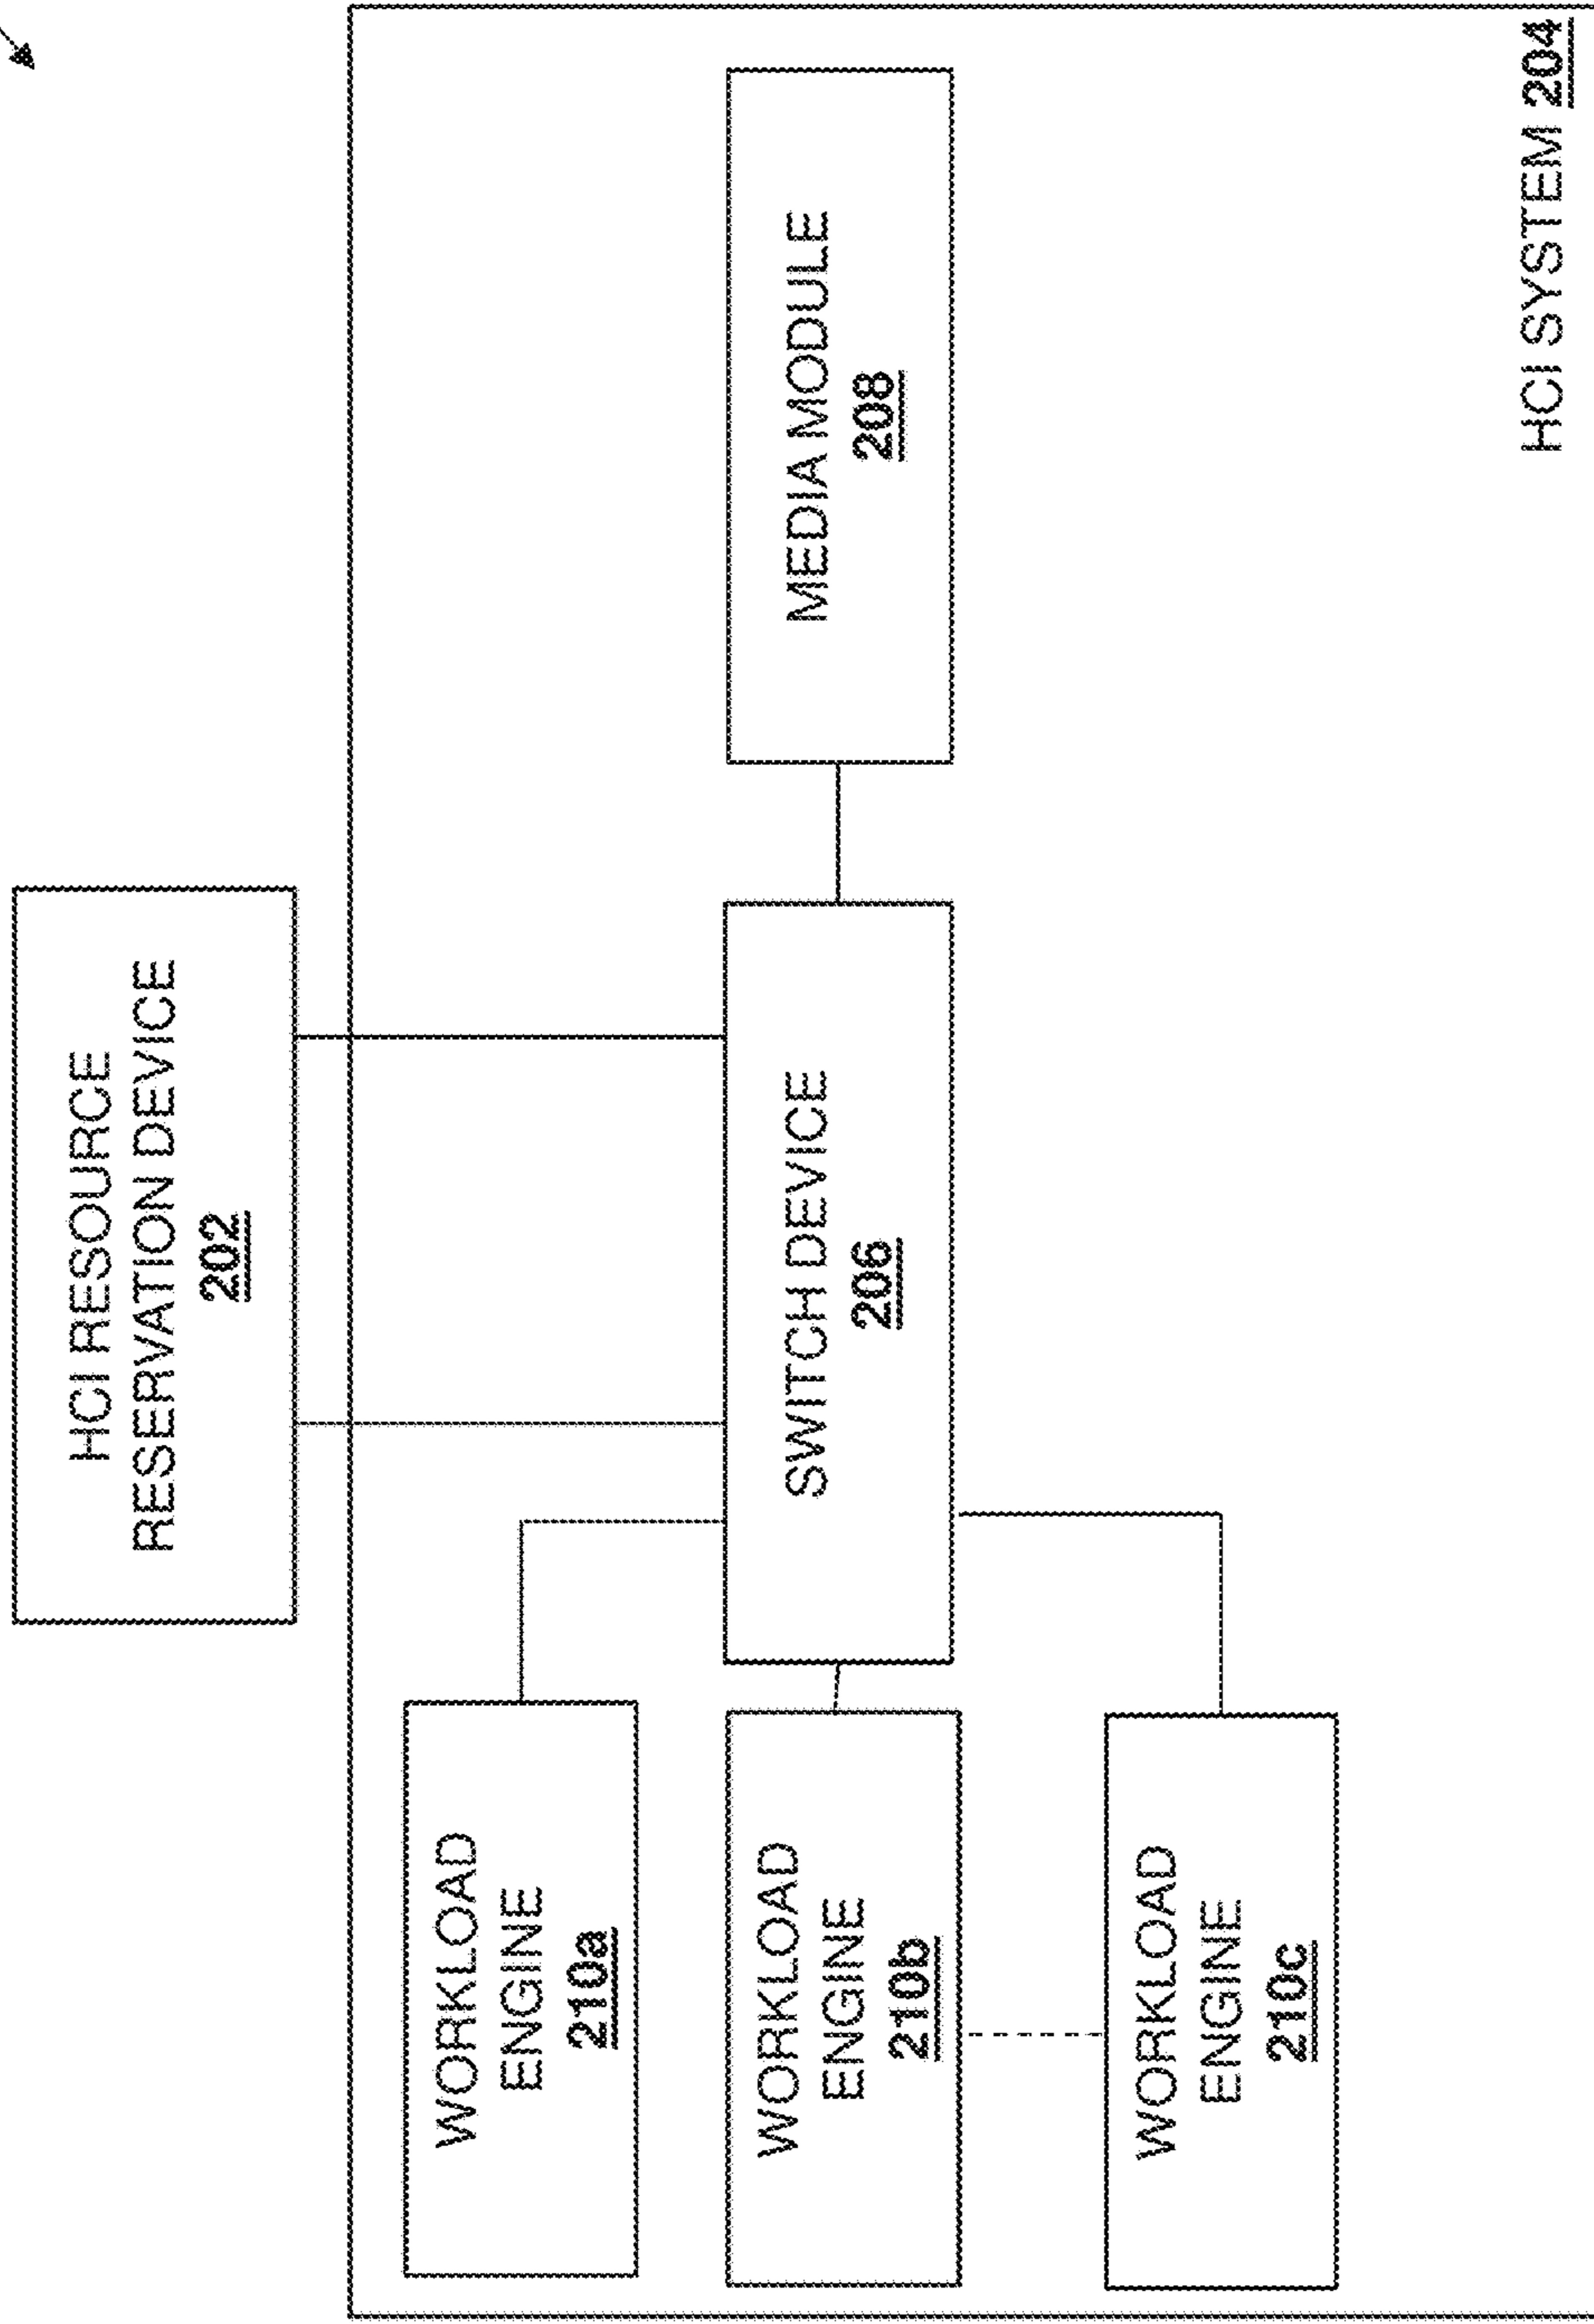 HCI RESOURCE
RESERVATION DEVICE
202
WORKLOAD
ENGINE
210a
WORKLOAD
ENGINE
210b
SWITCH DEVICE
206
MEDIA MODULE
208
WORKLOAD
ENGINE
210c
HCI SYSTEM 204